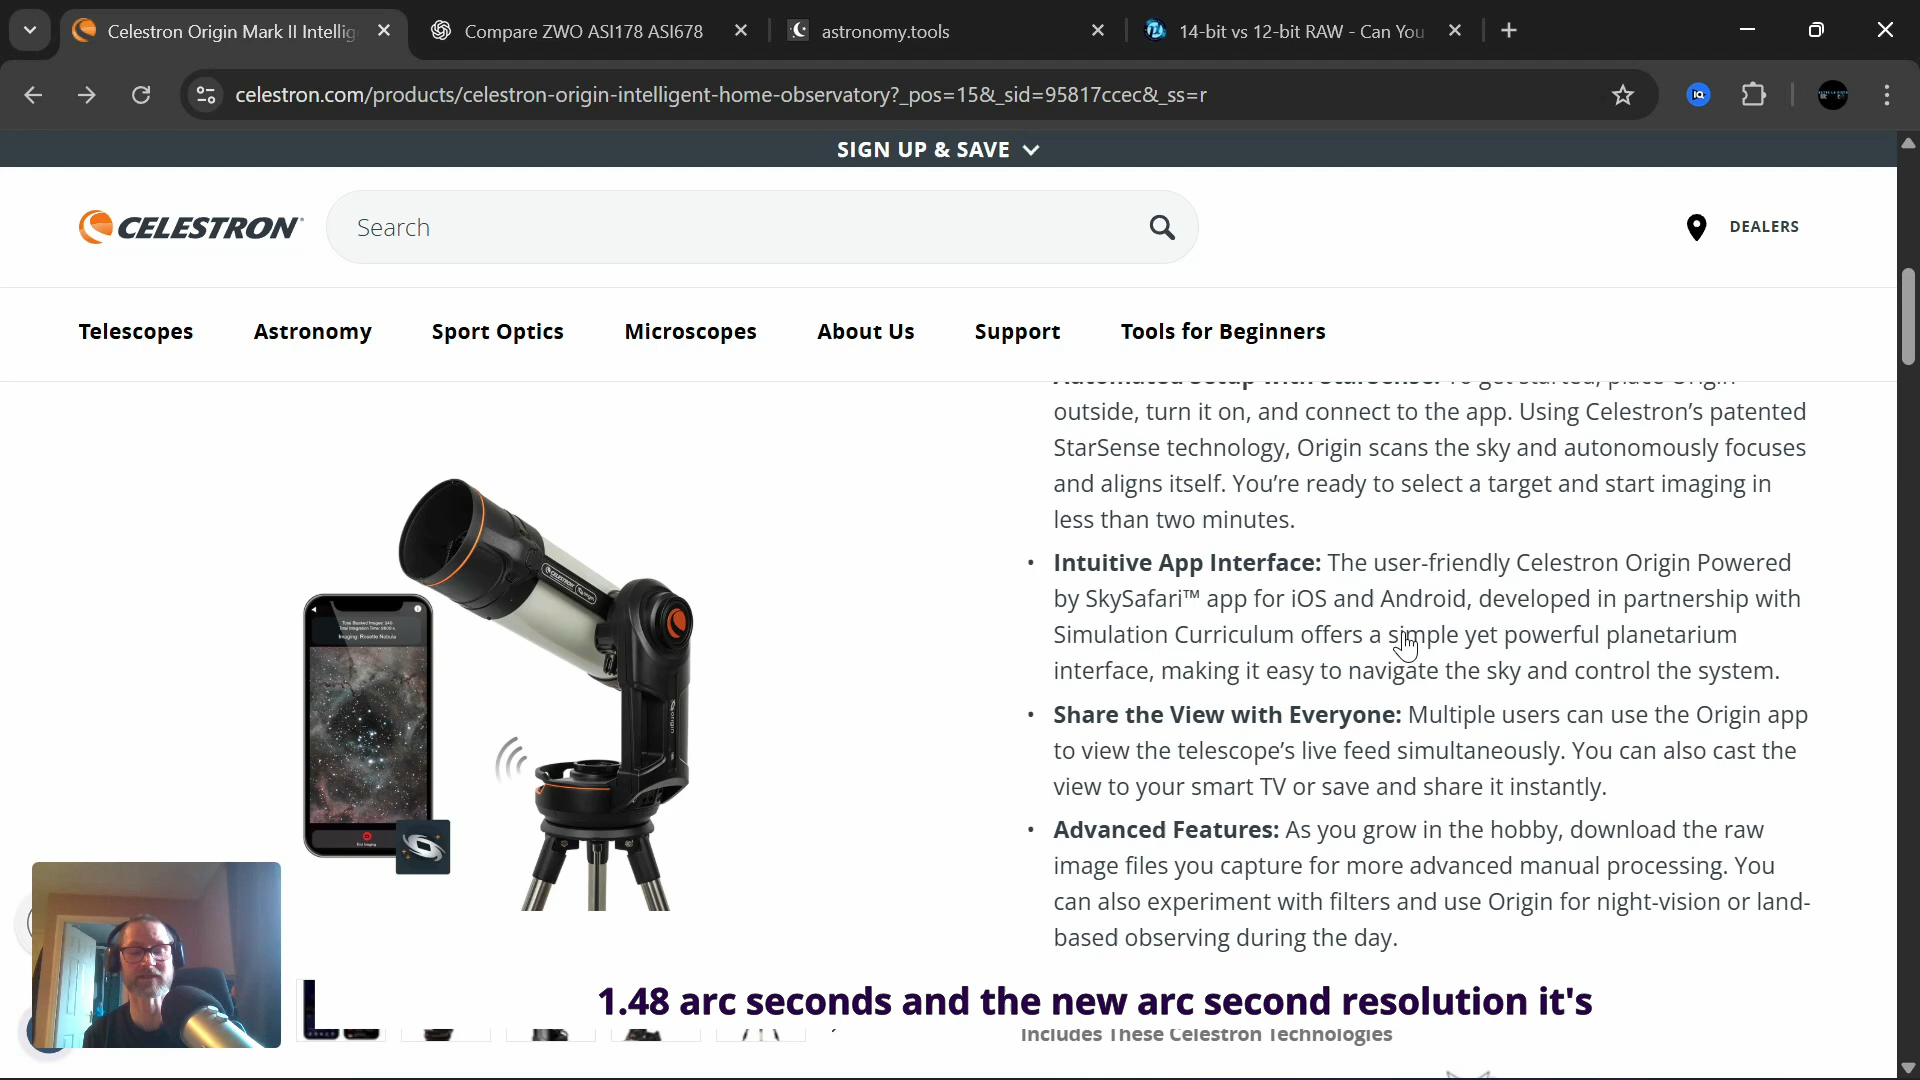 Celestron Origin Mark II Intellig
Compare ZWO ASI178 ASI678
astronomy.tools
14-bit vs 12-bit RAW - Can You
celestron.com/products/celestron-origin-intelligent-home-observatory?_pos=15&_sid=95817ccec&_ss=r
SIGN UP & SAVE
CELESTRON
Search
DEALERS
Telescopes
Astronomy
Sport Optics
Microscopes
About Us
Support
Tools for Beginners
Automated Setup with StarSense: To get started, place Origin
outside, turn it on, and connect to the app. Using Celestron’s patented
StarSense technology, Origin scans the sky and autonomously focuses
and aligns itself. You’re ready to select a target and start imaging in
less than two minutes.
• Intuitive App Interface: The user-friendly Celestron Origin Powered
by SkySafari™ app for iOS and Android, developed in partnership with
Simulation Curriculum offers a simple yet powerful planetarium
interface, making it easy to navigate the sky and control the system.
• Share the View with Everyone: Multiple users can use the Origin app
to view the telescope’s live feed simultaneously. You can also cast the
view to your smart TV or save and share it instantly.
• Advanced Features: As you grow in the hobby, download the raw
image files you capture for more advanced manual processing. You
can also experiment with filters and use Origin for night-vision or land-
based observing during the day.
1.48 arc seconds and the new arc second resolution it's
Includes These Celestron Technologies